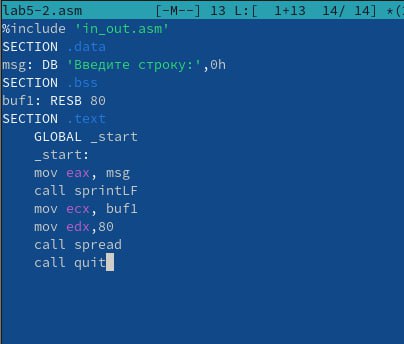 lab5-2.asm [-M--] 13 L:[ 1+13 14/ 14] *(
%include 'in_out.asm'
SECTION .data
msg: DB 'Введите строку:',0h
SECTION .bss
buf1: RESB 80
SECTION .text
GLOBAL _start
_start:
mov eax, msg
call sprintLF
mov ecx, buf1
mov edx,80
call spread
call quit